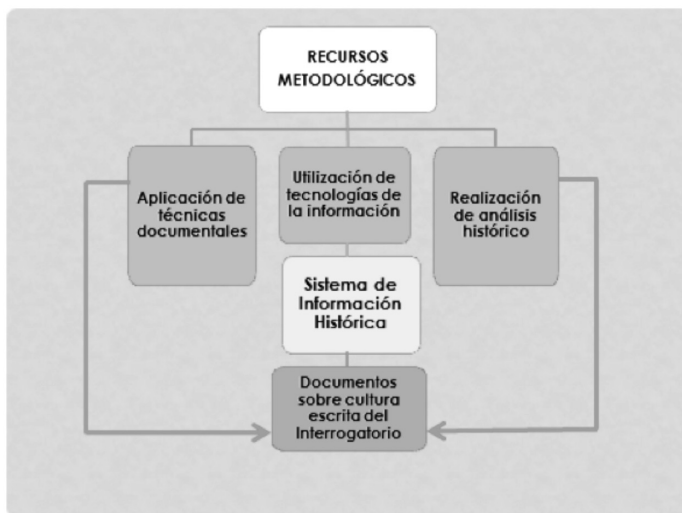 RECURSOS
METODOLÓGICOS
Aplicación de
técnicas
documentales
Utilización de
tecnologías de
la información
Realización
de análisis
histórico
Sistema de
Información
Histórica
Documentos
sobre cultura
escrita del
Interrogatorio